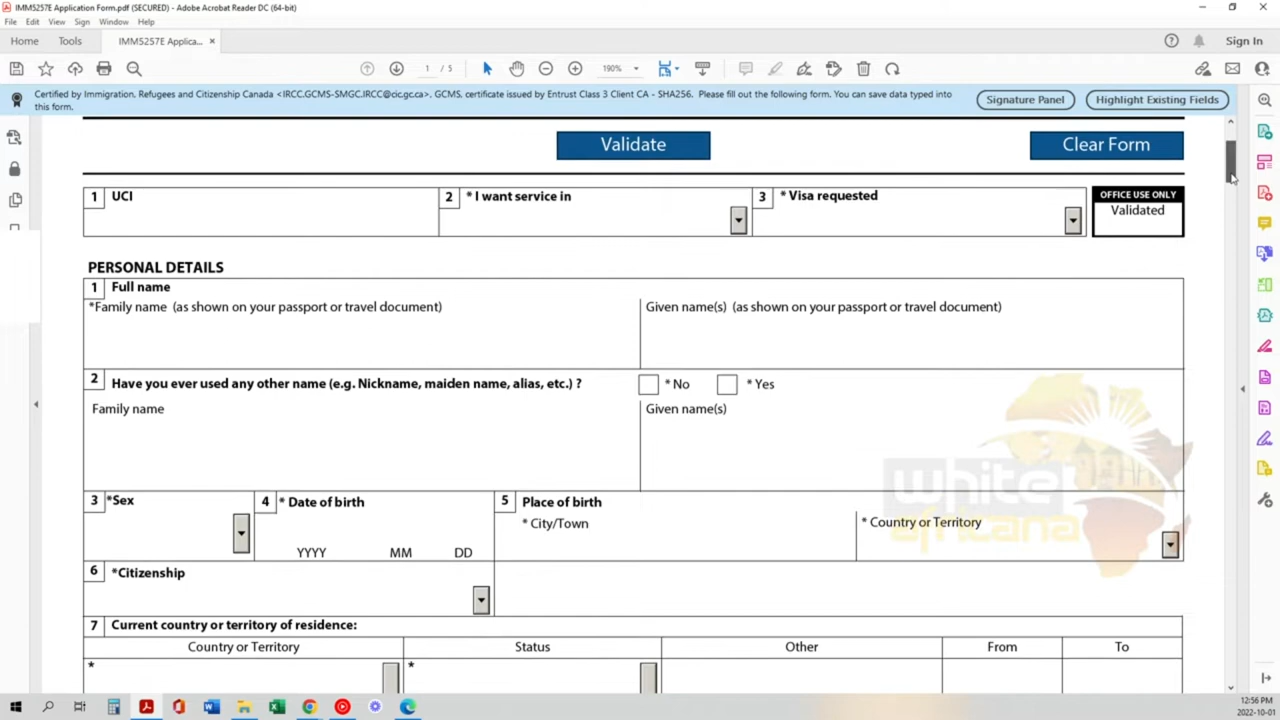 IMM5257E Application Form.pdf (SECURED) - Adobe Acrobat Reader DC (64-bit)
File Edit View Sign Window Help
Home Tools IMM5257E Applica... × Sign In
1 / 5 190%
Certified by Immigration, Refugees and Citizenship Canada <IRCC.GCMS-SMGC.IRCC@cic.gc.ca>, GCMS, certificate issued by Entrust Class 3 Client CA - SHA256. Please fill out the following form. You can save data typed into
this form.
Signature Panel Highlight Existing Fields
Validate Clear Form
1 UCI 2 * I want service in 3 * Visa requested OFFICE USE ONLY
Validated
PERSONAL DETAILS
1 Full name
*Family name (as shown on your passport or travel document) Given name(s) (as shown on your passport or travel document)
2 Have you ever used any other name (e.g. Nickname, maiden name, alias, etc.) ? * No * Yes
Family name Given name(s)
white
africana
3 *Sex 4 * Date of birth 5 Place of birth
* City/Town * Country or Territory
YYYY MM DD
6 *Citizenship
7 Current country or territory of residence:
Country or Territory Status Other From To
* *
12:56 PM
2022-10-01